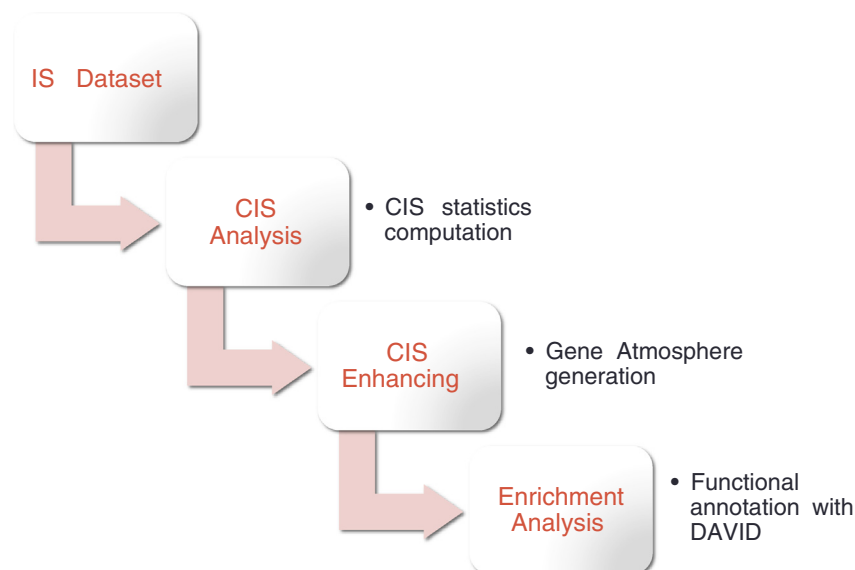 IS Dataset
CIS
Analysis
• CIS statistics
computation
CIS
Enhancing
• Gene Atmosphere
generation
Enrichment
Analysis
• Functional
annotation with
DAVID